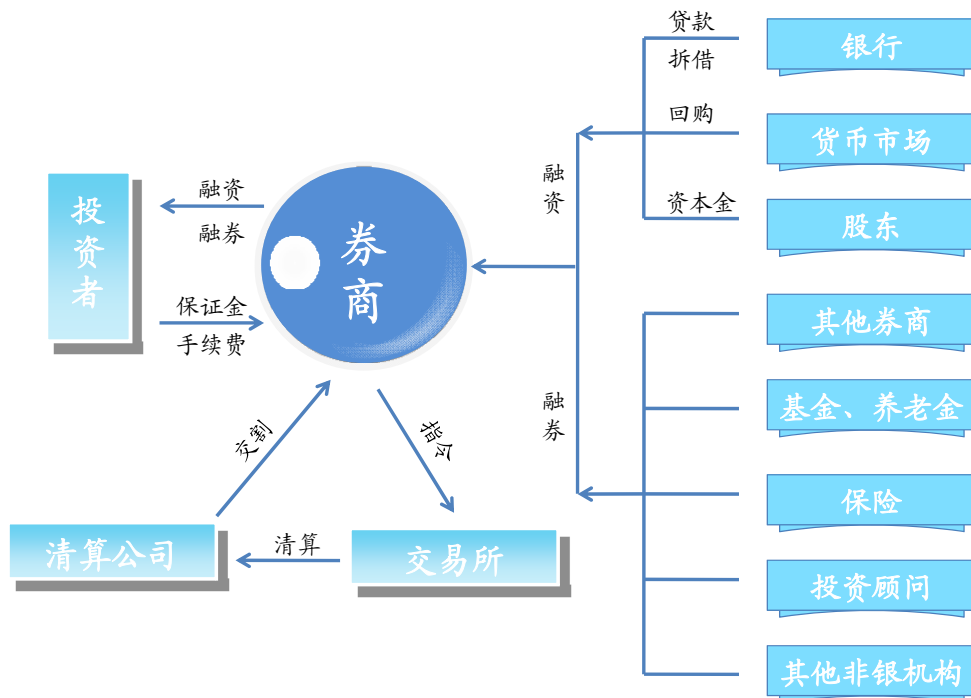 贷款
拆借
银行
回购
货币市场
资本金
股东
融资
融资
融券
投资者
券商
保证金
手续费
其他券商
基金、养老金
融券
保险
交割
指令
清算公司
清算
交易所
投资顾问
其他非银机构